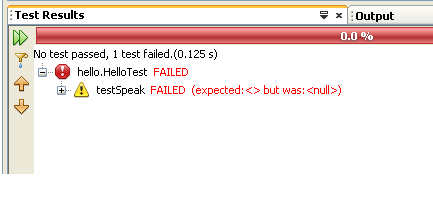 Test Results
Output
0.0 %
No test passed, 1 test failed.(0.125 s)
hello.HelloTest FAILED
testSpeak FAILED (expected:<> but was:<null>)